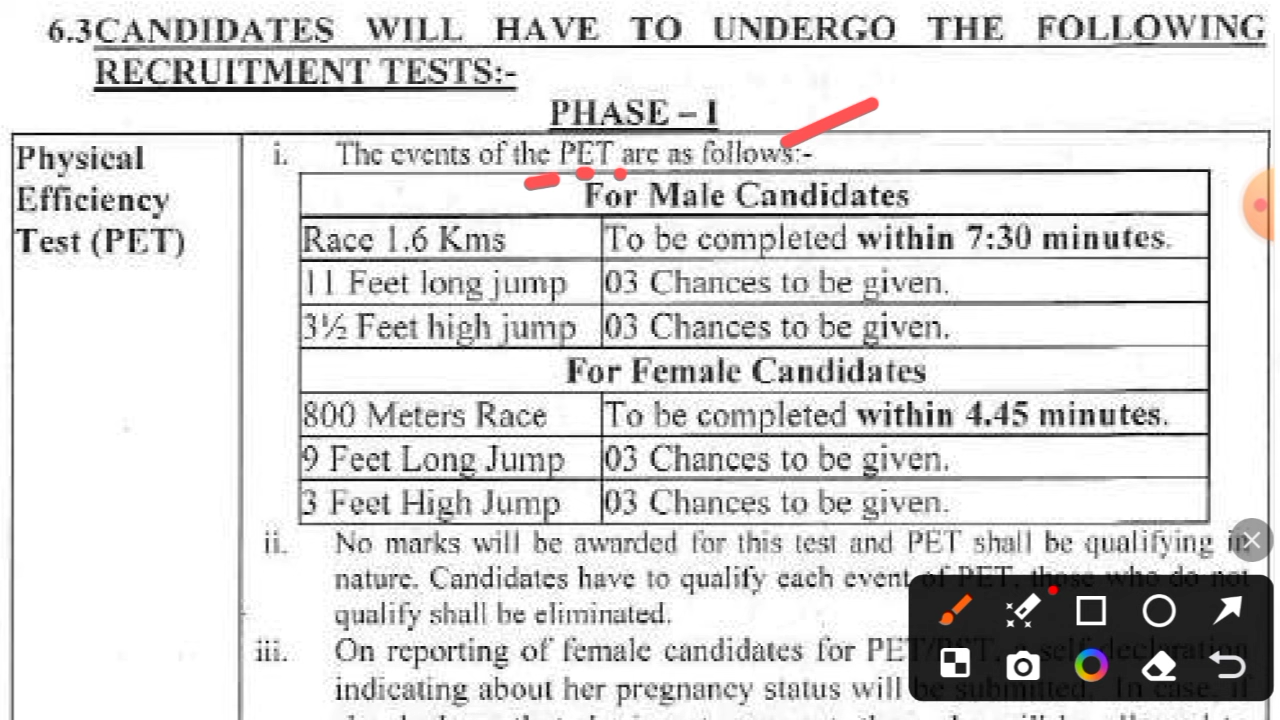 6.3CANDIDATES WILL HAVE TO UNDERGO THE FOLLOWING
RECRUITMENT TESTS:-
PHASE – I
Physical
Efficiency
Test (PET)
i. The events of the PET are as follows:-
For Male Candidates
Race 1.6 Kms To be completed within 7:30 minutes.
11 Feet long jump 03 Chances to be given.
3½ Feet high jump 03 Chances to be given.
For Female Candidates
800 Meters Race To be completed within 4.45 minutes.
9 Feet Long Jump 03 Chances to be given.
3 Feet High Jump 03 Chances to be given.
ii. No marks will be awarded for this test and PET shall be qualifying in
nature. Candidates have to qualify each event of PET, those who do not
qualify shall be eliminated.
iii. On reporting of female candidates for PET/PST, a self declaration
indicating about her pregnancy status will be submitted. In case, if